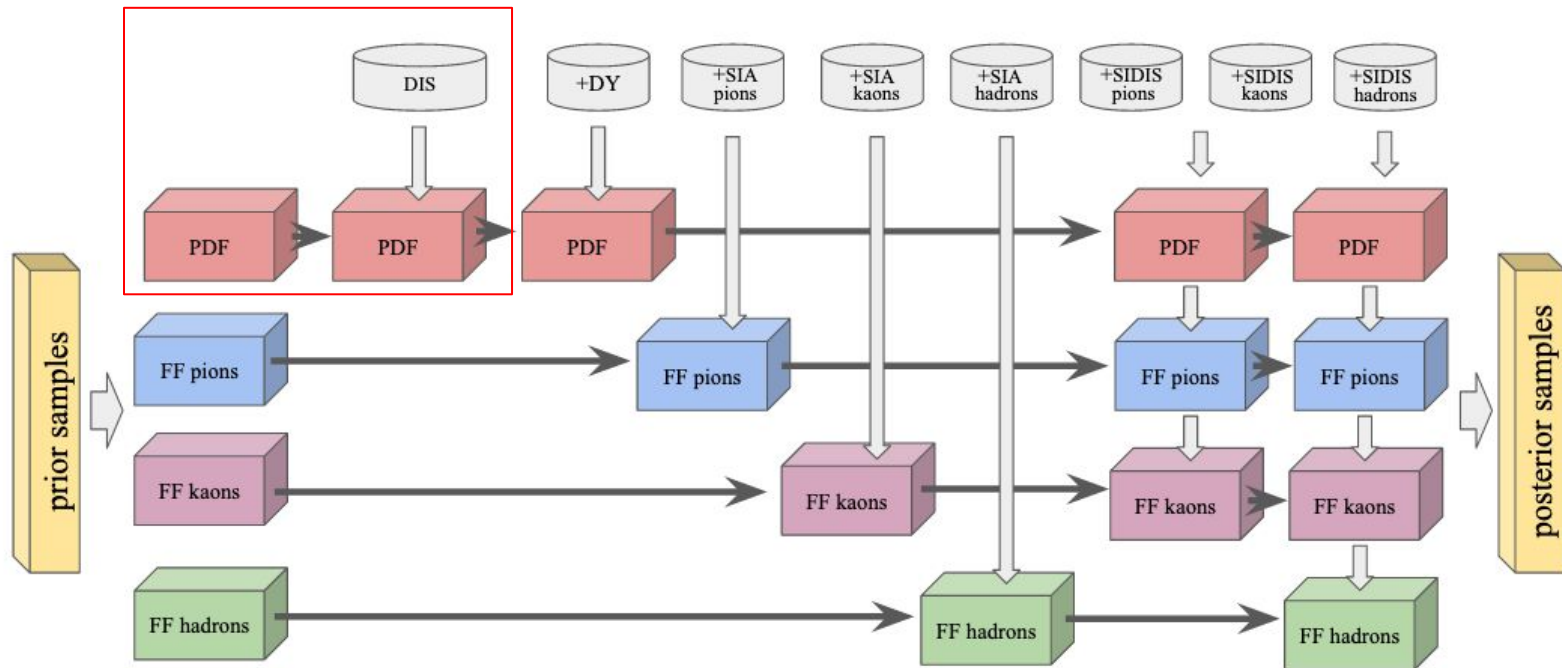 DIS
+DY
+SIA
pions
+SIA
kaons
+SIA
hadrons
+SIDIS
pions
+SIDIS
kaons
+SIDIS
hadrons
PDF
PDF
PDF
PDF
PDF
prior samples
FF pions
FF pions
FF pions
FF pions
FF kaons
FF kaons
FF kaons
FF kaons
FF hadrons
FF hadrons
FF hadrons
posterior samples